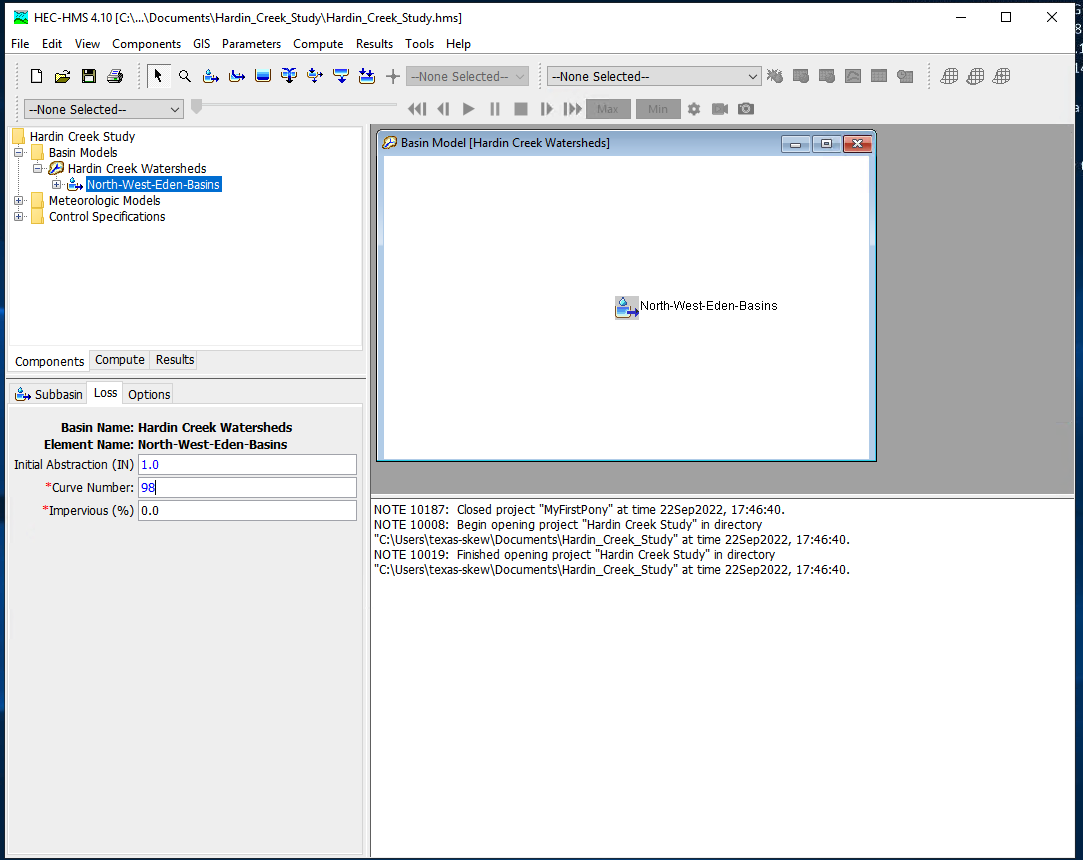 HEC-HMS 4.10 [C:\...\Documents\Hardin_Creek_Study\Hardin_Creek_Study.hms]
File Edit View Components GIS Parameters Compute Results Tools Help
--None Selected-- --None Selected--
--None Selected-- Max Min
Hardin Creek Study
Basin Models
Hardin Creek Watersheds
North-West-Eden-Basins
Meteorologic Models
Control Specifications
Components Compute Results
Subbasin Loss Options
Basin Name: Hardin Creek Watersheds
Element Name: North-West-Eden-Basins
Initial Abstraction (IN) 1.0
*Curve Number: 98
*Impervious (%) 0.0
Basin Model [Hardin Creek Watersheds]
North-West-Eden-Basins
NOTE 10187: Closed project "MyFirstPony" at time 22Sep2022, 17:46:40.
NOTE 10008: Begin opening project "Hardin Creek Study" in directory
"C:\Users\texas-skew\Documents\Hardin_Creek_Study" at time 22Sep2022, 17:46:40.
NOTE 10019: Finished opening project "Hardin Creek Study" in directory
"C:\Users\texas-skew\Documents\Hardin_Creek_Study" at time 22Sep2022, 17:46:40.